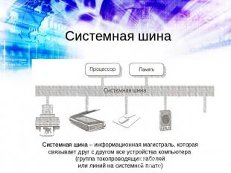 Системная шина
Процессор
Память
Системная шина
Системная шина – информационная магистраль, которая
связывает друг с другом все устройства компьютера
(группа токопроводящих кабелей
или линий на системной плате)